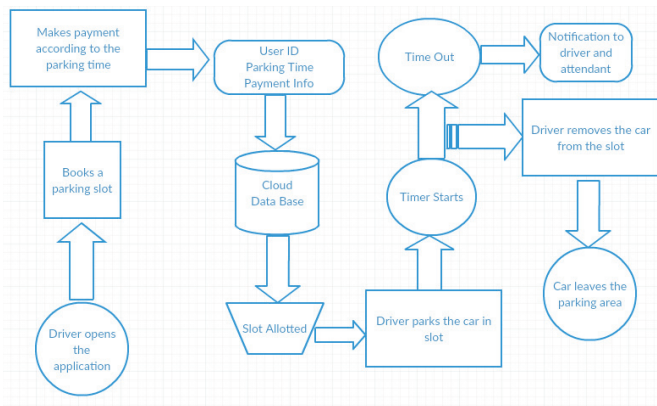 Makes payment
according to the
parking time
User ID
Parking Time
Payment Info
Time Out
Notification to
driver and
attendant
Books a
parking slot
Cloud
Data Base
Driver removes the car
from the slot
Timer Starts
Driver opens
the
application
Slot Allotted
Driver parks the car in
slot
Car leaves the
parking area